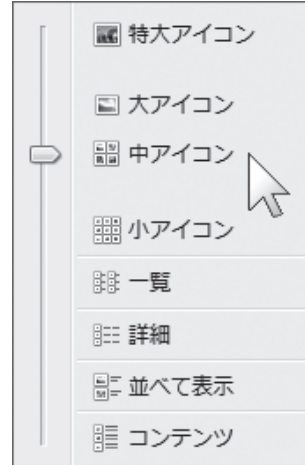 特大アイコン
大アイコン
中アイコン
小アイコン
一覧
詳細
並べて表示
コンテンツ